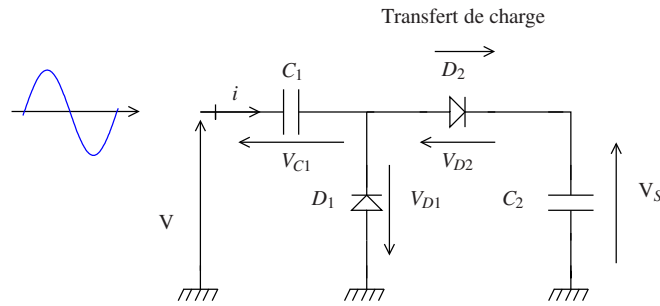 Transfert de charge
C1
D2
i
VC1
VD2
V
D1
VD1
C2
VS